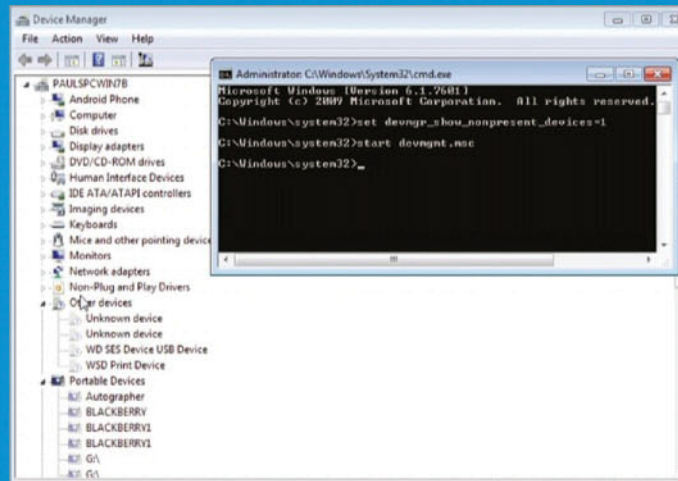 Device Manager
File Action View Help
PAULSPCWIN7B
Android Phone
Computer
Disk drives
Display adapters
DVD/CD-ROM drives
Human Interface Devices
IDE ATA/ATAPI controllers
Imaging devices
Keyboards
Mice and other pointing device
Monitors
Network adapters
Non-Plug and Play Drivers
Other devices
Unknown device
Unknown device
WD SES Device USB Device
WSD Print Device
Portable Devices
Autographer
BLACKBERRY
BLACKBERRY1
BLACKBERRY1
G:\
G:\
Administrator: C:\Windows\System32\cmd.exe
Microsoft Windows [Version 6.1.7601]
Copyright (c) 2009 Microsoft Corporation. All rights reserved.
C:\Windows\system32>set devmgr_show_nonpresent_devices=1
C:\Windows\system32>start devmgmt.msc
C:\Windows\system32>_